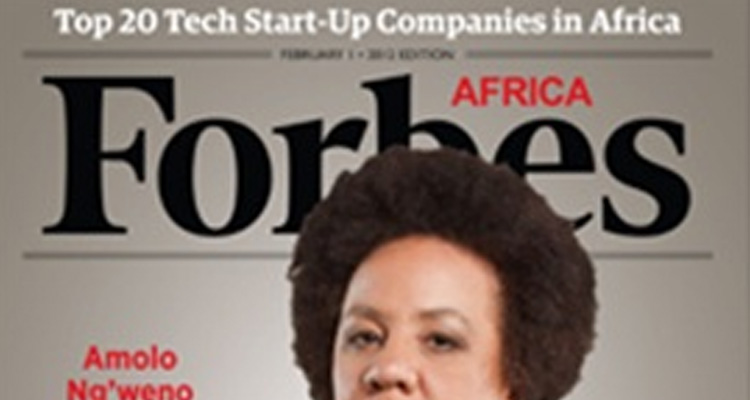 Top 20 Tech Start-Up Companies in Africa
FEBRUARY 1 • 2012 EDITION
Forbes
AFRICA
Amolo
Ng'weno